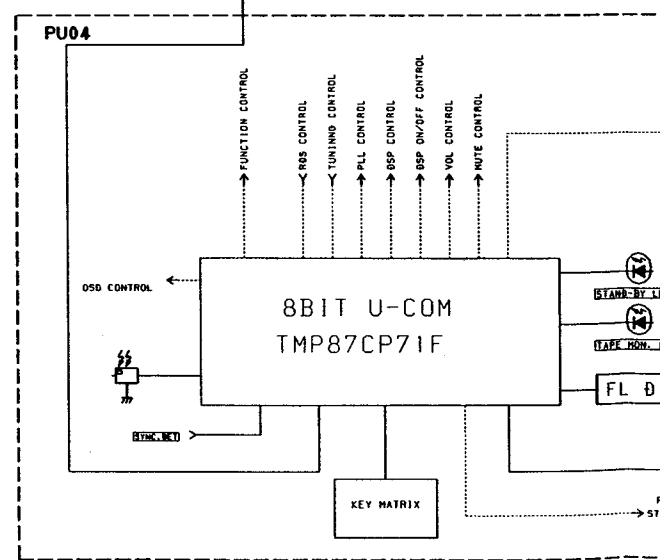 PU04
FUNCTION CONTROL
RDS CONTROL
TUNINNG CONTROL
PLL CONTROL
DSP CONTROL
DSP ON/OFF CONTROL
VOL CONTROL
MUTE CONTROL
OSD CONTROL
8BIT U-COM
TMP87CP71F
STAND-BY L
TAPE MON.
FL D
SYNC.DET
KEY MATRIX
ST